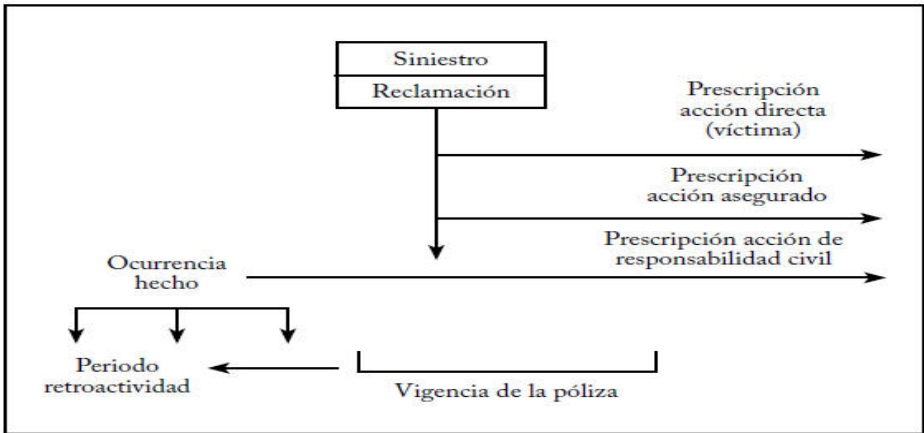 Siniestro
Reclamación
Prescripción
acción directa
(víctima)
Prescripción
acción asegurado
Prescripción acción de
responsabilidad civil
Ocurrencia
hecho
Periodo
retroactividad
Vigencia de la póliza